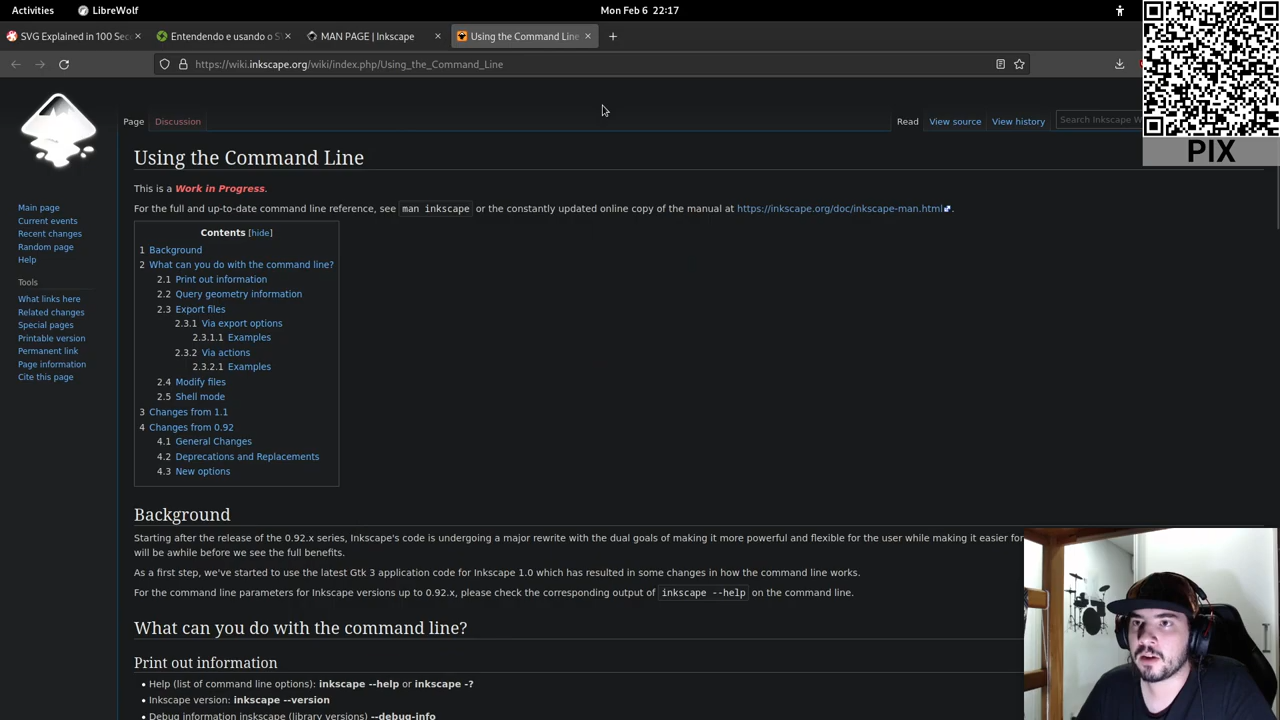 Activities
LibreWolf
Mon Feb 6 22:17
SVG Explained in 100 Sec
Entendendo e usando o S
MAN PAGE | Inkscape
Using the Command Line
https://wiki.inkscape.org/wiki/index.php/Using_the_Command_Line
PIX
Page
Discussion
Read
View source
View history
Search Inkscape W
Main page
Current events
Recent changes
Random page
Help
Tools
What links here
Related changes
Special pages
Printable version
Permanent link
Page information
Cite this page
Using the Command Line
This is a Work in Progress.
For the full and up-to-date command line reference, see man inkscape or the constantly updated online copy of the manual at https://inkscape.org/doc/inkscape-man.html.
Contents [hide]
1 Background
2 What can you do with the command line?
2.1 Print out information
2.2 Query geometry information
2.3 Export files
2.3.1 Via export options
2.3.1.1 Examples
2.3.2 Via actions
2.3.2.1 Examples
2.4 Modify files
2.5 Shell mode
3 Changes from 1.1
4 Changes from 0.92
4.1 General Changes
4.2 Deprecations and Replacements
4.3 New options
Background
Starting after the release of the 0.92.x series, Inkscape's code is undergoing a major rewrite with the dual goals of making it more powerful and flexible for the user while making it easier for
will be awhile before we see the full benefits.
As a first step, we've started to use the latest Gtk 3 application code for Inkscape 1.0 which has resulted in some changes in how the command line works.
For the command line parameters for Inkscape versions up to 0.92.x, please check the corresponding output of inkscape --help on the command line.
What can you do with the command line?
Print out information
• Help (list of command line options): inkscape --help or inkscape -?
• Inkscape version: inkscape --version
• Debug information inskcape (library versions) --debug-info